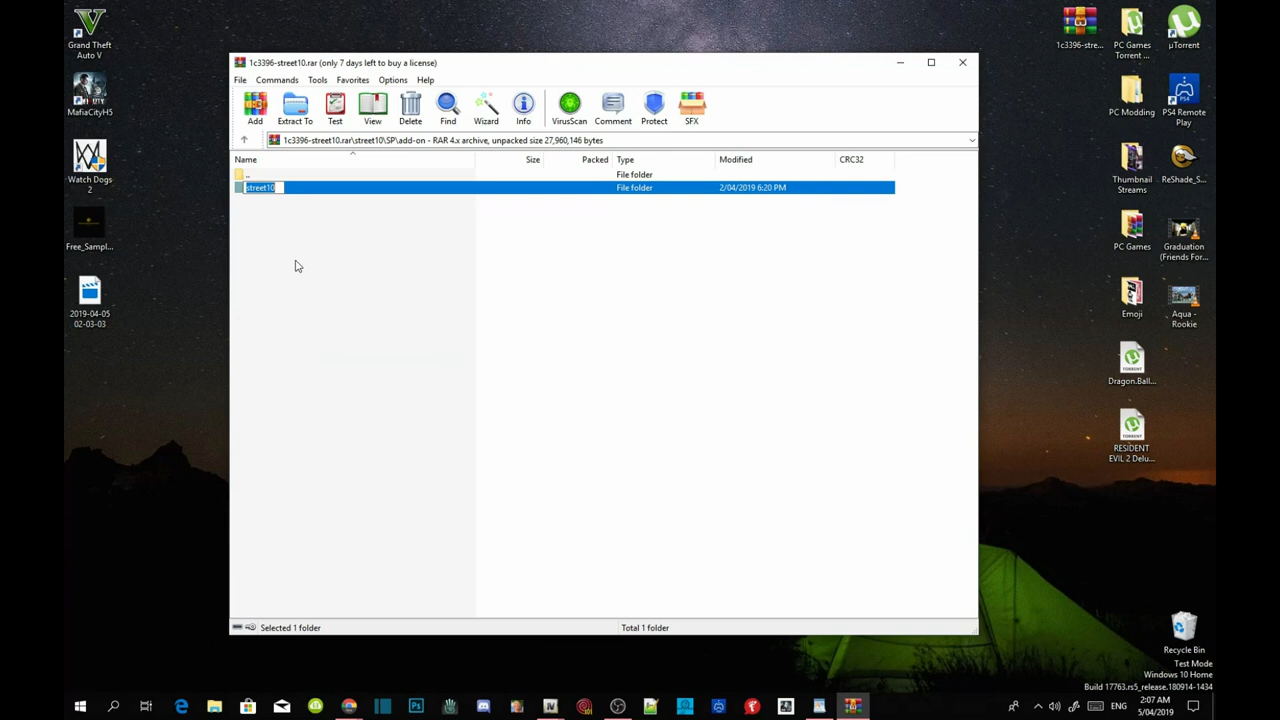 Grand Theft
Auto V
MafiaCityH5
Watch Dogs
2
Free_Sampl...
2019-04-05
02-03-03
1c3396-street10.rar (only 7 days left to buy a license)
File Commands Tools Favorites Options Help
Add Extract To Test View Delete Find Wizard Info VirusScan Comment Protect SFX
1c3396-street10.rar\street10\SP\add-on - RAR 4.x archive, unpacked size 27,960,146 bytes
Name Size Packed Type Modified CRC32
.. File folder
street10 File folder 2/04/2019 6:20 PM
Selected 1 folder Total 1 folder
1c3396-stre...
PC Games
Torrent ...
µTorrent
PC Modding
PS4 Remote
Play
Thumbnail
Streams
ReShade_S...
PC Games
Graduation
(Friends For...
Emoji
Aqua -
Rookie
Dragon.Ball...
RESIDENT
EVIL 2 Delu...
Recycle Bin
Test Mode
Windows 10 Home
Build 17763.rs5_release.180914-1434
ENG
2:07 AM
5/04/2019